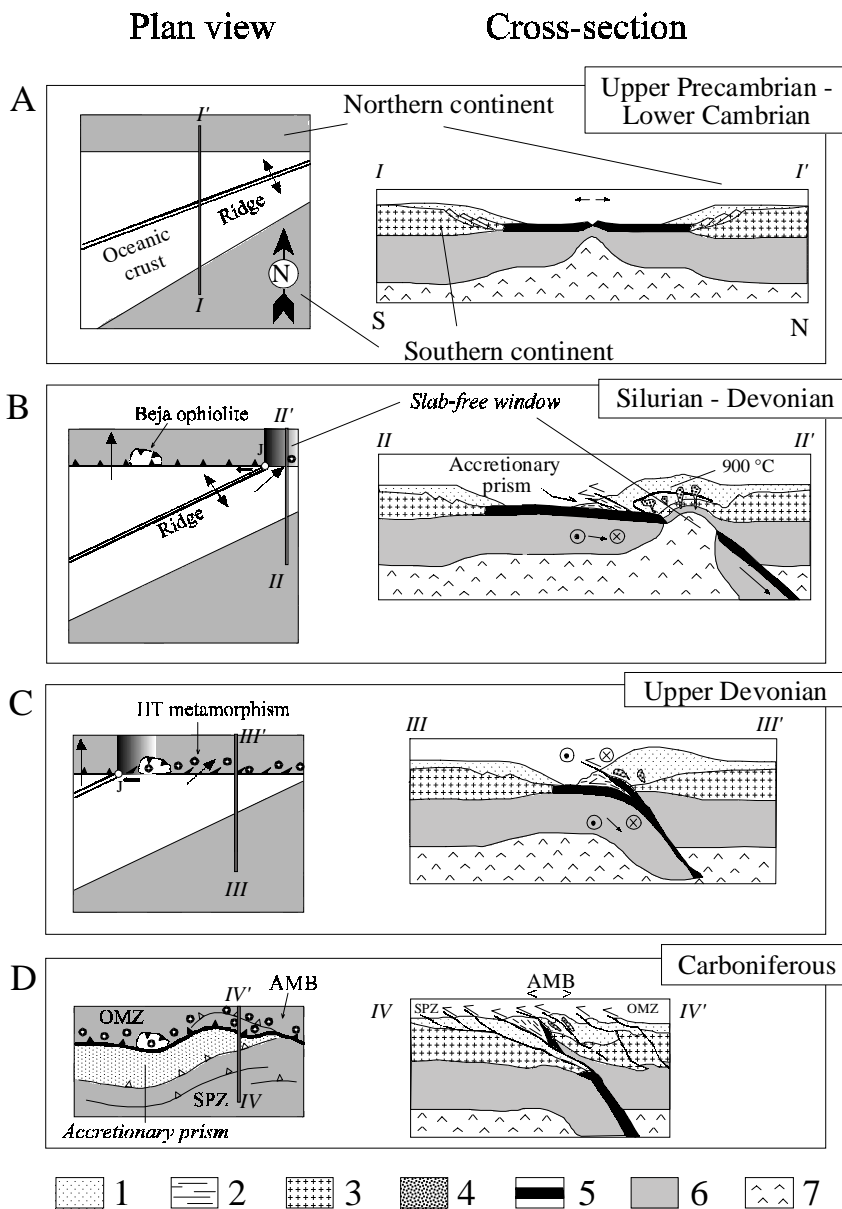 Plan view
Cross-section
A
Upper Precambrian -
Lower Cambrian
Northern continent
I'
I
I'
Ridge
Oceanic
crust
N
I
S
N
Southern continent
B
Silurian - Devonian
Beja ophiolite
II'
Slab-free window
J
II
II'
Accretionary
prism
900 °C
Ridge
II
C
Upper Devonian
HT metamorphism
III'
III
III'
J
III
D
Carboniferous
AMB
IV'
OMZ
AMB
IV
SPZ
OMZ
IV'
SPZ
IV
Accretionary prism
1
2
3
4
5
6
7